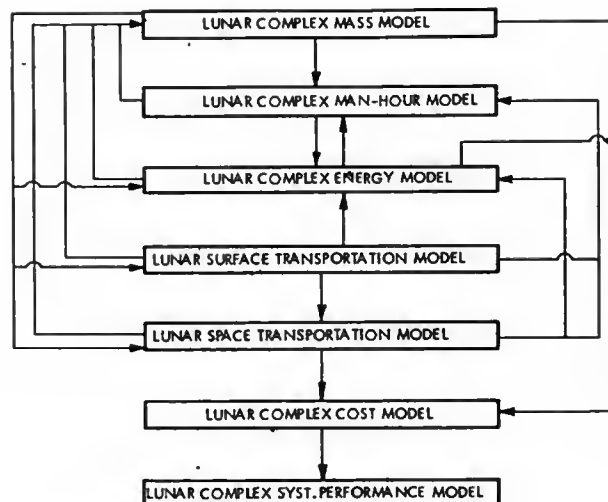 LUNAR COMPLEX MASS MODEL
LUNAR COMPLEX MAN-HOUR MODEL
LUNAR COMPLEX ENERGY MODEL
LUNAR SURFACE TRANSPORTATION MODEL
LUNAR SPACE TRANSPORTATION MODEL
LUNAR COMPLEX COST MODEL
LUNAR COMPLEX SYST.PERFORMANCE MODEL